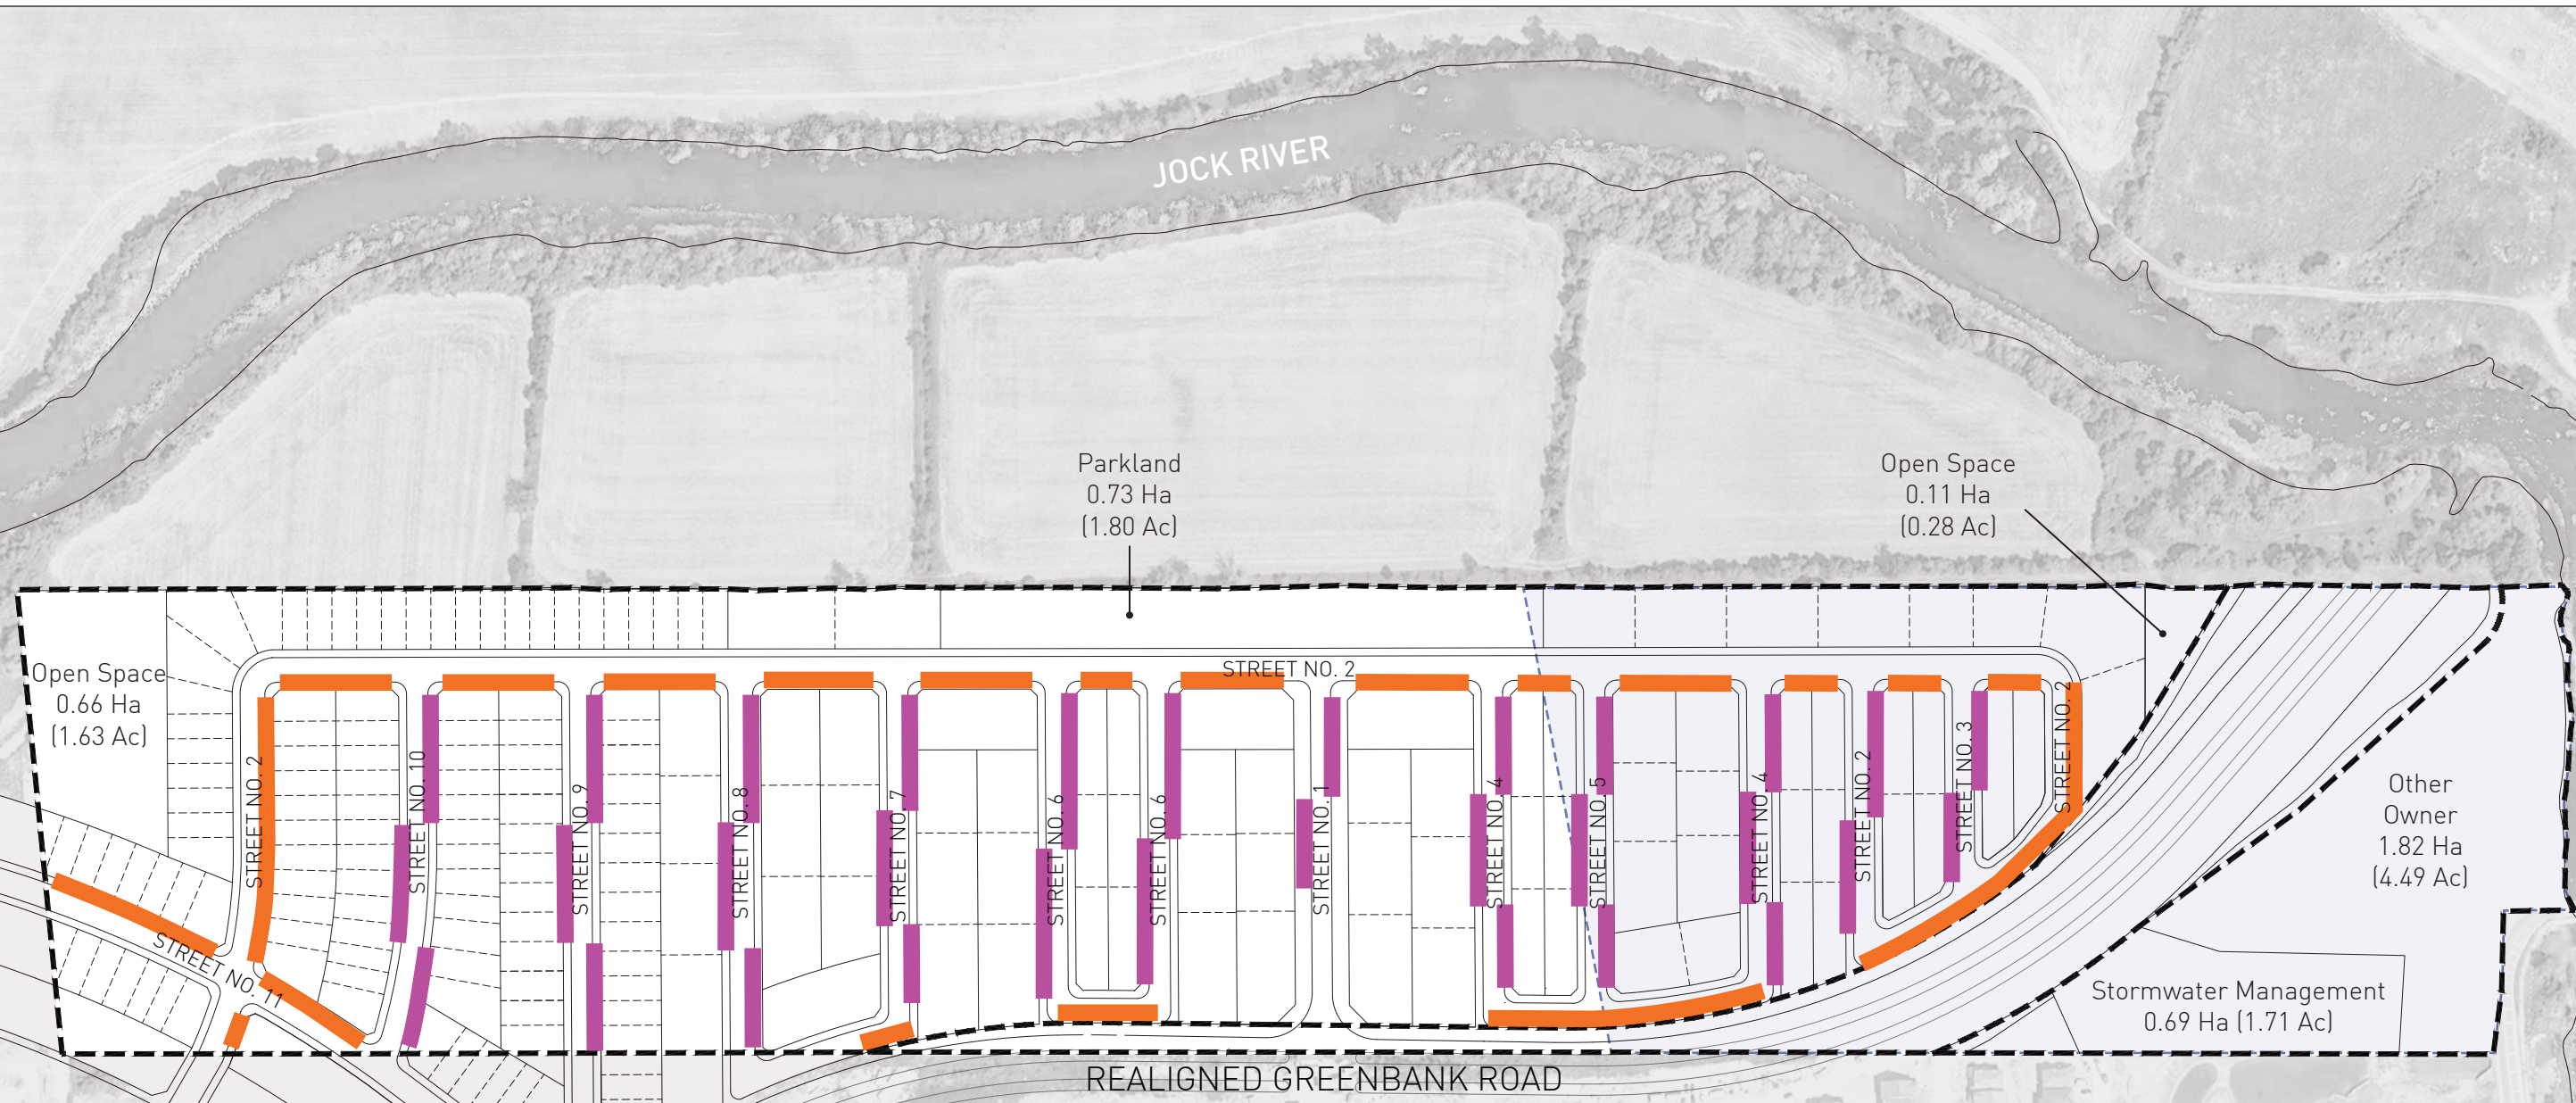 JOCK RIVER
Parkland
0.73 Ha
(1.80 Ac)
Open Space
0.11 Ha
(0.28 Ac)
Open Space
0.66 Ha
(1.63 Ac)
STREET NO. 2
STREET NO. 2
STREET NO. 10
STREET NO. 9
STREET NO. 8
STREET NO. 7
STREET NO. 6
STREET NO. 6
STREET NO. 1
STREET NO. 4
STREET NO. 5
STREET NO. 4
STREET NO. 2
STREET NO. 3
STREET NO. 2
Other
Owner
1.82 Ha
(4.49 Ac)
STREET NO. 11
Stormwater Management
0.69 Ha (1.71 Ac)
REALIGNED GREENBANK ROAD